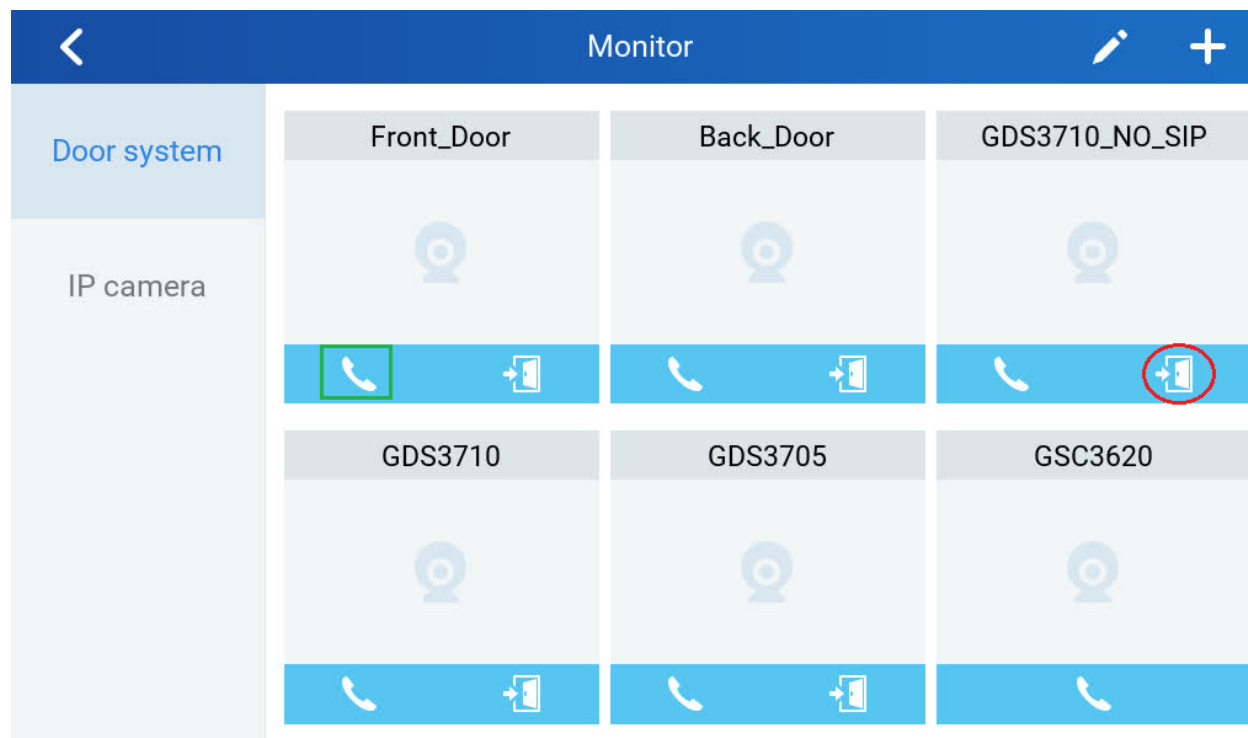 Monitor
Door system
IP camera
Front_Door
Back_Door
GDS3710_NO_SIP
GDS3710
GDS3705
GSC3620